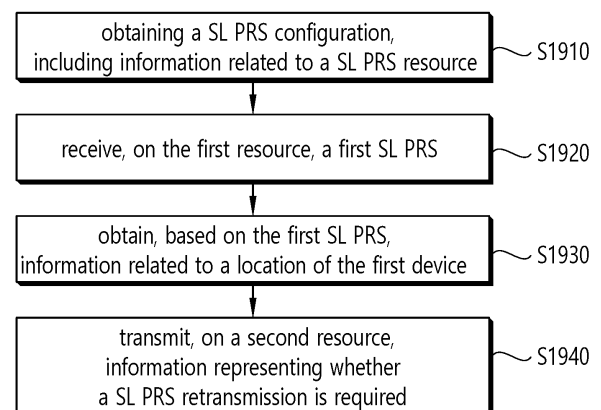 obtaining a SL PRS configuration,
including information related to a SL PRS resource
S1910
receive, on the first resource, a first SL PRS
S1920
obtain, based on the first SL PRS,
information related to a location of the first device
S1930
transmit, on a second resource,
information representing whether
a SL PRS retransmission is required
S1940